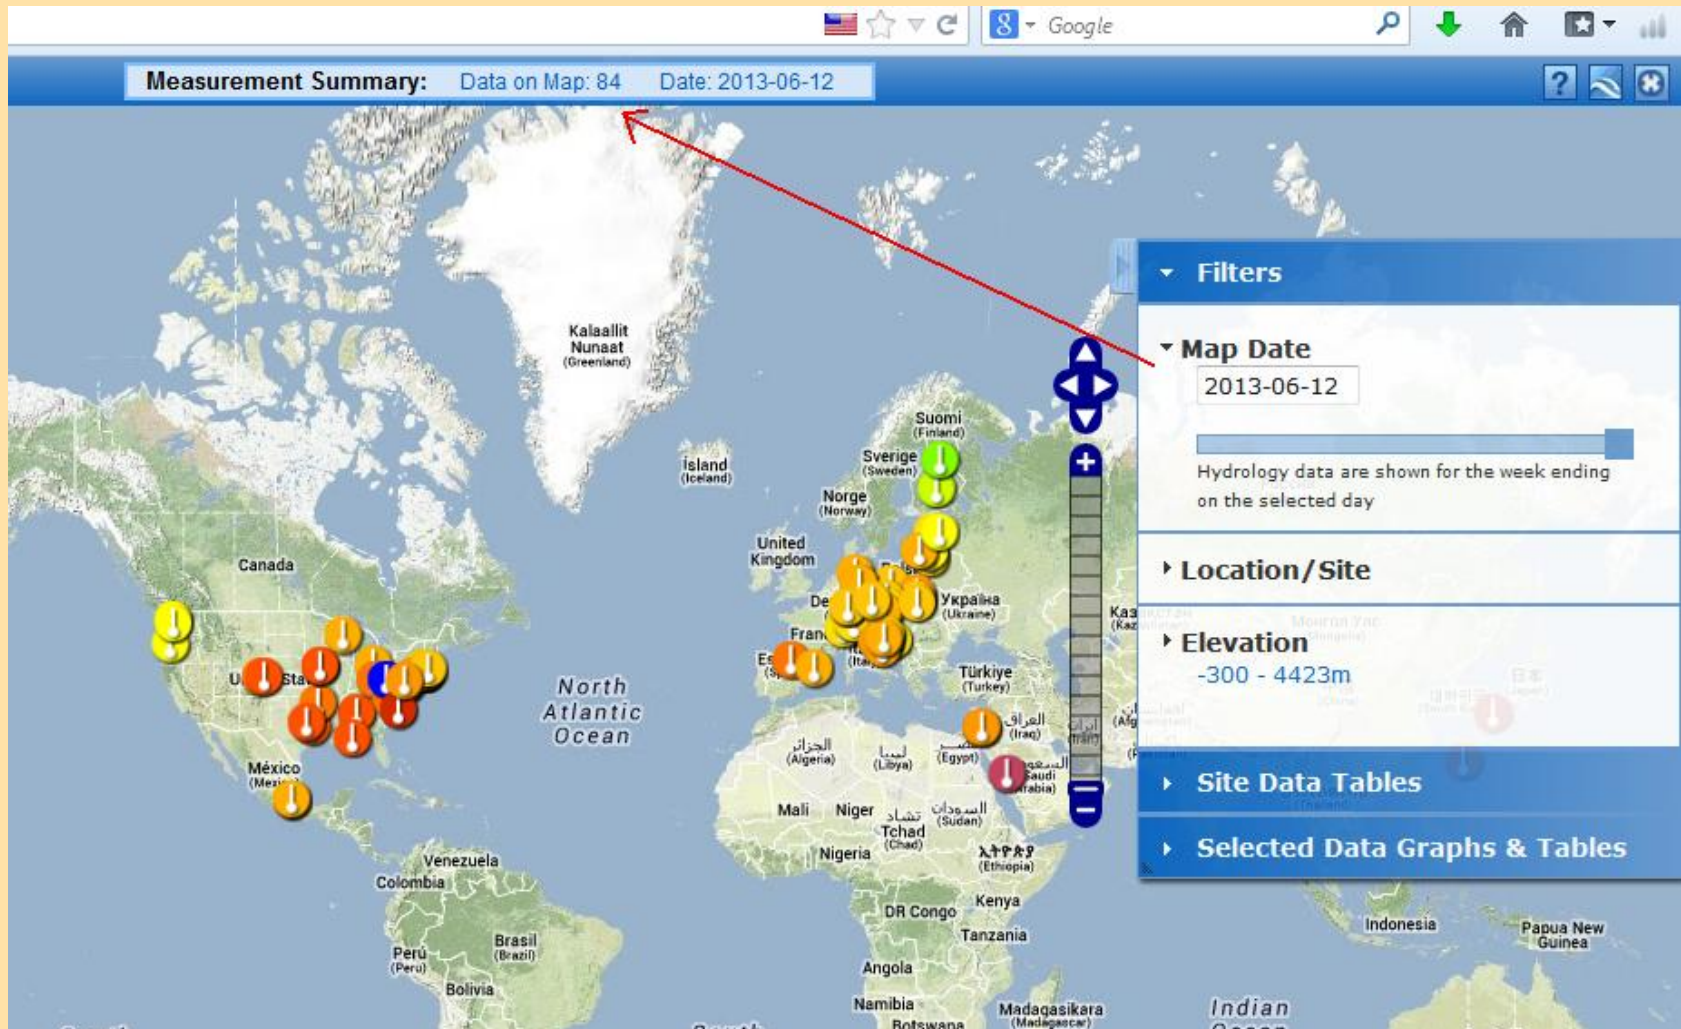 Google
Measurement Summary: Data on Map: 84 Date: 2013-06-12
?
Filters
Map Date
2013-06-12
Hydrology data are shown for the week ending
on the selected day
Location/Site
Elevation
-300 - 4423m
Site Data Tables
Selected Data Graphs & Tables
Kalaallit
Nunaat
(Greenland)
Suomi
(Finland)
Ísland
(Iceland)
Sverige
(Sweden)
Norge
(Norway)
United
Kingdom
Canada
Україна
(Ukraine)
North
Atlantic
Ocean
Türkiye
(Turkey)
العراق
(Iraq)
الجزائر
(Algeria)
ليبيا
(Libya)
(Egypt)
Saudi
México
Mali
Niger
تشاد
Tchad
(Chad)
السودان
(Sudan)
Nigeria
ኢትዮጵያ
(Ethiopia)
Venezuela
Colombia
DR Congo
Kenya
Tanzania
Indonesia
Papua New
Guinea
Perú
(Peru)
Brasil
(Brazil)
Angola
Bolivia
Namibia
Botswana
Madagasikara
(Madagascar)
Indian
Ocean